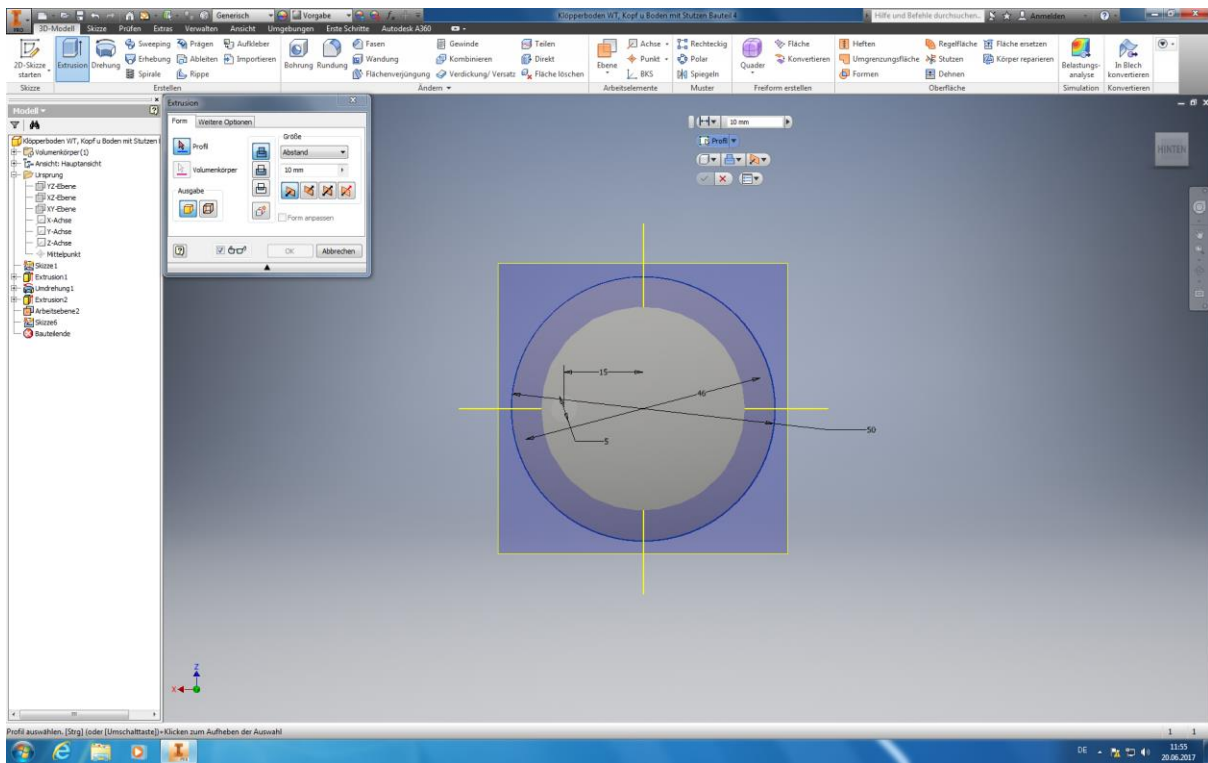 Generisch Vorgabe Klöpperboden WT, Kopf u Boden mit Stutzen Bauteil 4 Hilfe und Befehle durchsuchen... Anmelden
PRO 3D-Modell Skizze Prüfen Extras Verwalten Ansicht Umgebungen Erste Schritte Autodesk A360
Sweeping Prägen Aufkleber Fasen Gewinde Teilen Achse Rechteckig Fläche Heften Regelfläche Fläche ersetzen
2D-Skizze Extrusion Drehung Erhebung Ableiten Importieren Bohrung Rundung Wandung Kombinieren Direkt Ebene Punkt Polar Quader Konvertieren Umgrenzungsfläche Stutzen Körper reparieren Belastungs- In Blech
starten Spirale Rippe Flächenverjüngung Verdickung/ Versatz Fläche löschen BKS Spiegeln Formen Dehnen analyse konvertieren
Skizze Erstellen Ändern Arbeitselemente Muster Freiform erstellen Oberfläche Simulation Konvertieren
Modell
Klöpperboden WT, Kopf u Boden mit Stutzen
Volumenkörper(1)
Ansicht: Hauptansicht
Ursprung
YZ-Ebene
XZ-Ebene
XY-Ebene
X-Achse
Y-Achse
Z-Achse
Mittelpunkt
Skizze1
Extrusion1
Umdrehung1
Extrusion2
Arbeitsebene2
Skizze6
Bauteilende
Extrusion
Form Weitere Optionen
Profil
Volumenkörper
Ausgabe
Größe
Abstand
10 mm
Form anpassen
OK Abbrechen
10 mm
Profil
HINTEN
15
46
50
5
Z
X
Profil auswählen. [Strg] (oder [Umschalttaste])+Klicken zum Aufheben der Auswahl 1 1
DE 11:55
20.06.2017